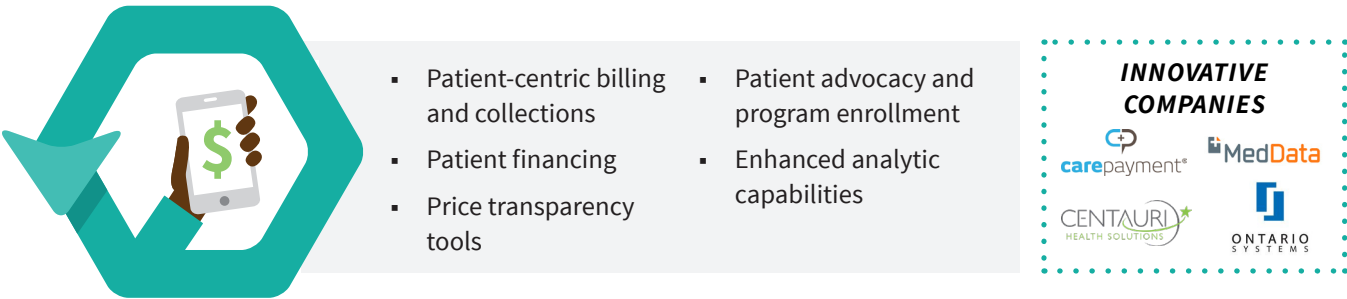 $
▪ Patient-centric billing
and collections
▪ Patient financing
▪ Price transparency
tools
▪ Patient advocacy and
program enrollment
▪ Enhanced analytic
capabilities
INNOVATIVE
COMPANIES
carepayment®
MedData
CENTAURI
HEALTH SOLUTIONS
ONTARIO
SYSTEMS